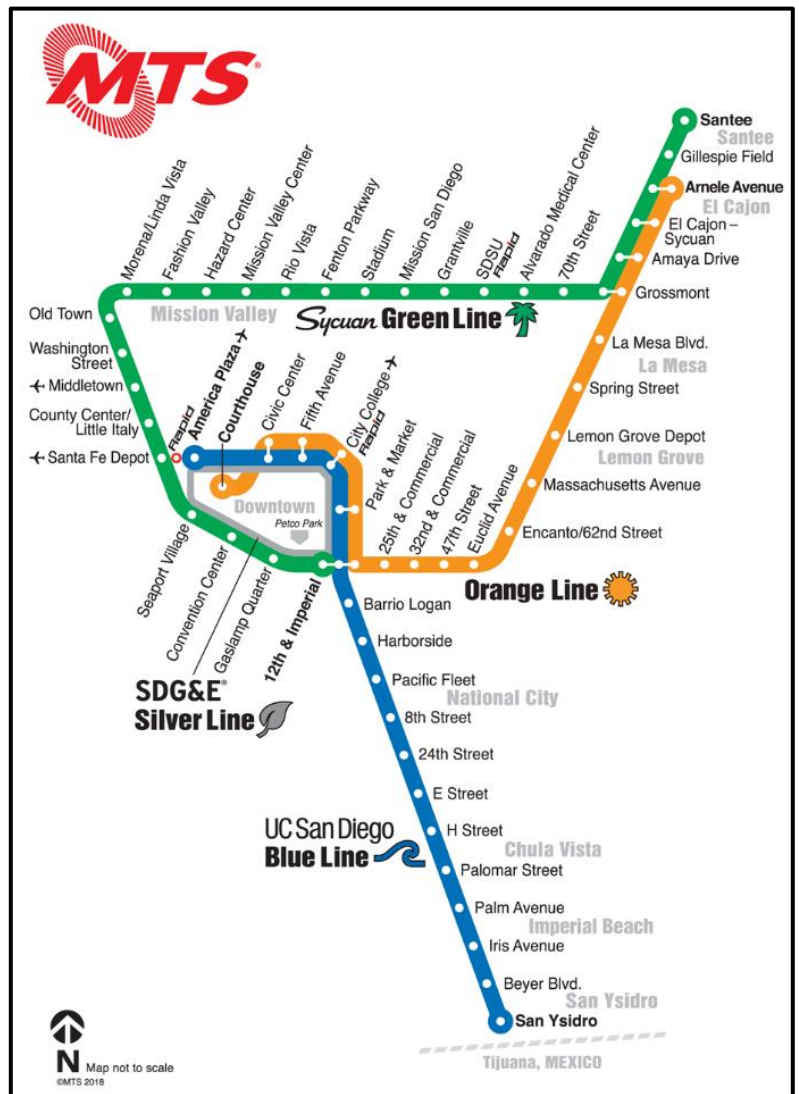 MTS®
Santee
Santee
Gillespie Field
Arnele Avenue
El Cajon
El Cajon –
Sycuan
Amaya Drive
Grossmont
Morena/Linda Vista
Fashion Valley
Hazard Center
Mission Valley Center
Rio Vista
Fenton Parkway
Stadium
Mission San Diego
Grantville
SDSU
Rapid
Alvarado Medical Center
70th Street
Mission Valley
Sycuan Green Line
Old Town
Washington
Street
Middletown
County Center/
Little Italy
Santa Fe Depot
Rapid
America Plaza
Courthouse
Civic Center
Fifth Avenue
City College
Rapid
Park & Market
25th & Commercial
32nd & Commercial
47th Street
Euclid Avenue
La Mesa Blvd.
La Mesa
Spring Street
Lemon Grove Depot
Lemon Grove
Massachusetts Avenue
Encanto/62nd Street
Orange Line
Downtown
Petco Park
Seaport Village
Convention Center
Gaslamp Quarter
12th & Imperial
SDG&E®
Silver Line
Barrio Logan
Harborside
Pacific Fleet
National City
8th Street
24th Street
E Street
UC San Diego
Blue Line
H Street
Chula Vista
Palomar Street
Palm Avenue
Imperial Beach
Iris Avenue
Beyer Blvd.
San Ysidro
San Ysidro
Tijuana, MEXICO
N Map not to scale
©MTS 2018